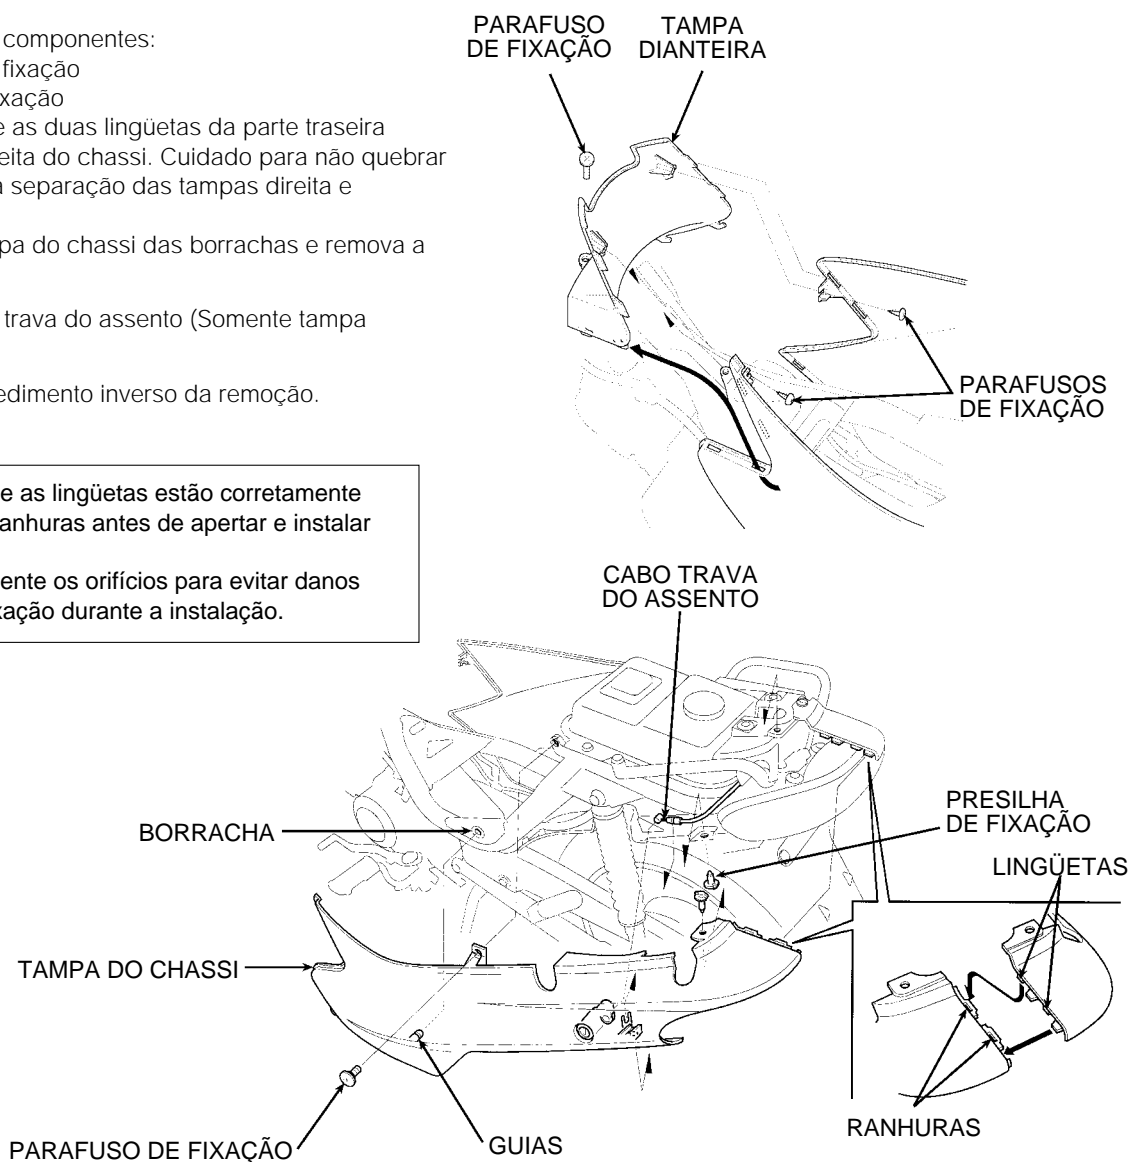 componentes:
fixação
xação
e as duas lingüetas da parte traseira
eita do chassi. Cuidado para não quebrar
a separação das tampas direita e
pa do chassi das borrachas e remova a
trava do assento (Somente tampa
edimento inverso da remoção.
e as lingüetas estão corretamente
anhuras antes de apertar e instalar
ente os orifícios para evitar danos
xação durante a instalação.
PARAFUSO
DE FIXAÇÃO
TAMPA
DIANTEIRA
PARAFUSOS
DE FIXAÇÃO
CABO TRAVA
DO ASSENTO
BORRACHA
PRESILHA
DE FIXAÇÃO
LINGÜETAS
TAMPA DO CHASSI
RANHURAS
PARAFUSO DE FIXAÇÃO
GUIAS